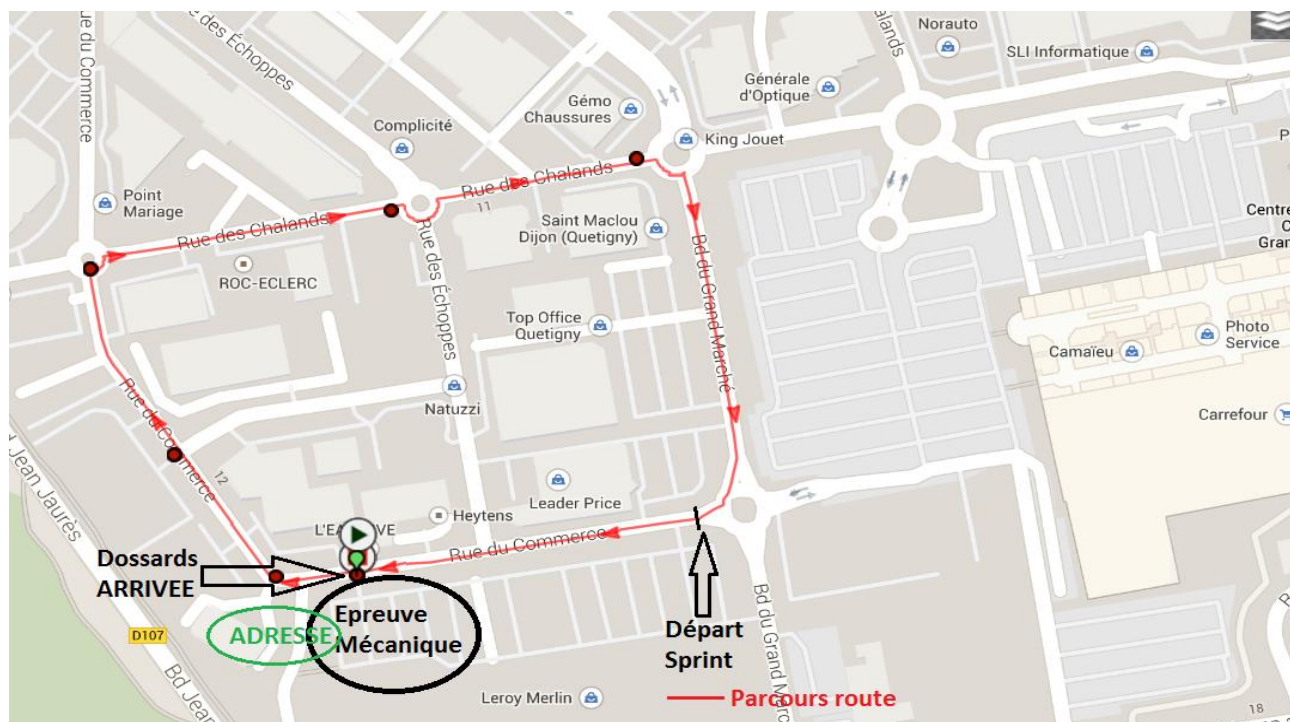 Rue du Commerce
Rue des Échoppes
Chalands
Norauto
SLI Informatique
Générale
d'Optique
Gémo
Chaussures
Complicité
King Jouet
Rue des Chalands
11
Point
Mariage
Rue des Chalands
Saint Maclou
Dijon (Quetigny)
ROC-ECLERC
Rue des Échoppes
Bd du Grand Marché
Top Office
Quetigny
Centre
Gran
Photo
Service
Camaïeu
Natuzzi
Carrefour
Rue du Commerce
12
Bd Jean Jaurès
Leader Price
Heytens
Rue du Commerce
Dossards
ARRIVEE
Epreuve
Mécanique
ADRESSE
D107
Départ
Sprint
Bd du Grand Marc
Leroy Merlin
Parcours route
Bd Jean
18